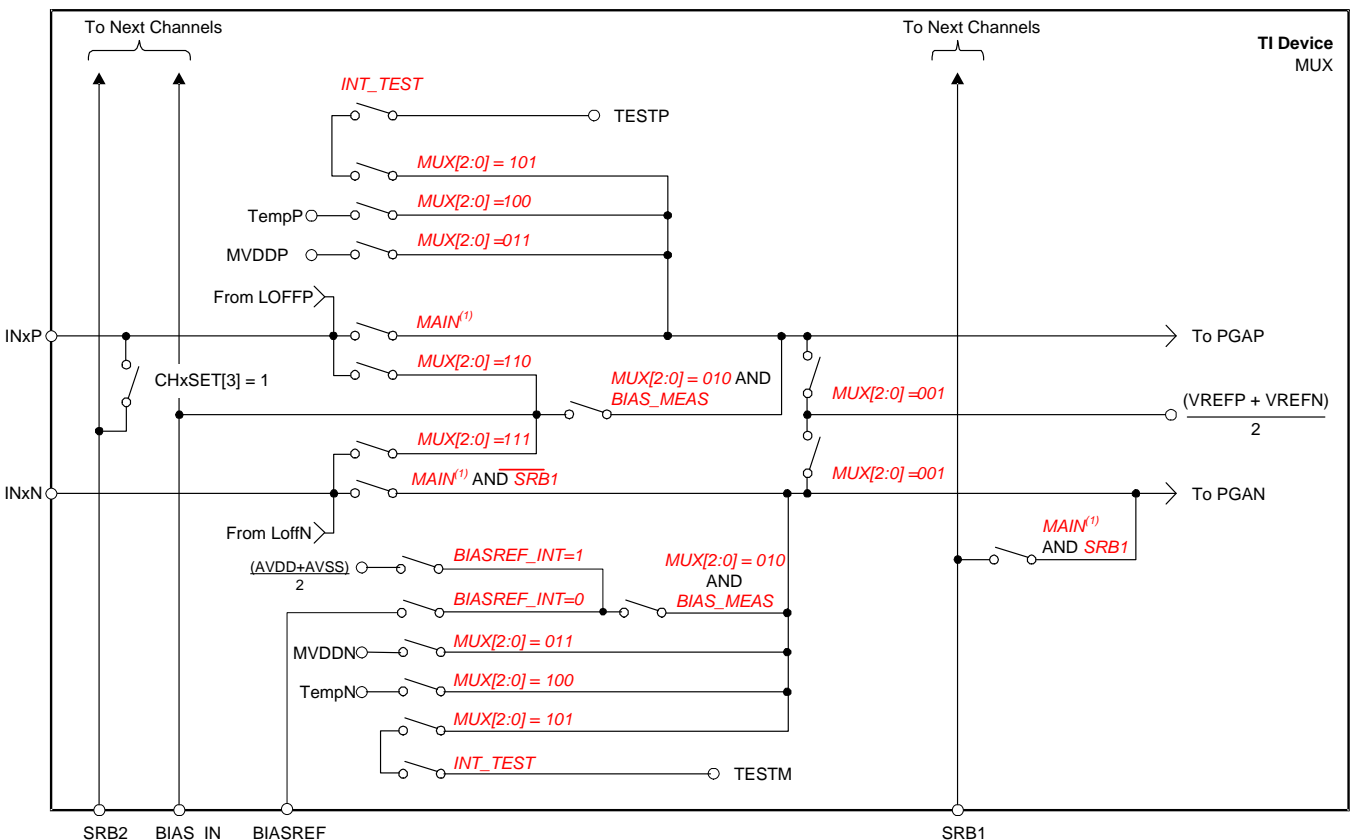 To Next Channels
To Next Channels
TI Device
MUX
INT_TEST
TESTP
MUX[2:0] = 101
TempP
MUX[2:0] =100
MVDDP
MUX[2:0] =011
From LOFFP
MAIN(1)
INxP
To PGAP
MUX[2:0] =110
CHxSET[3] = 1
MUX[2:0] = 010 AND
BIAS_MEAS
MUX[2:0] =001
(VREFP + VREFN)
2
MUX[2:0] =111
MAIN(1) AND SRB1
MUX[2:0] =001
INxN
To PGAN
From LoffN
MAIN(1)
AND SRB1
(AVDD+AVSS)
2
BIASREF_INT=1
MUX[2:0] = 010
AND
BIAS_MEAS
BIASREF_INT=0
MVDDN
MUX[2:0] = 011
TempN
MUX[2:0] = 100
MUX[2:0] = 101
INT_TEST
TESTM
SRB2
BIAS_IN
BIASREF
SRB1